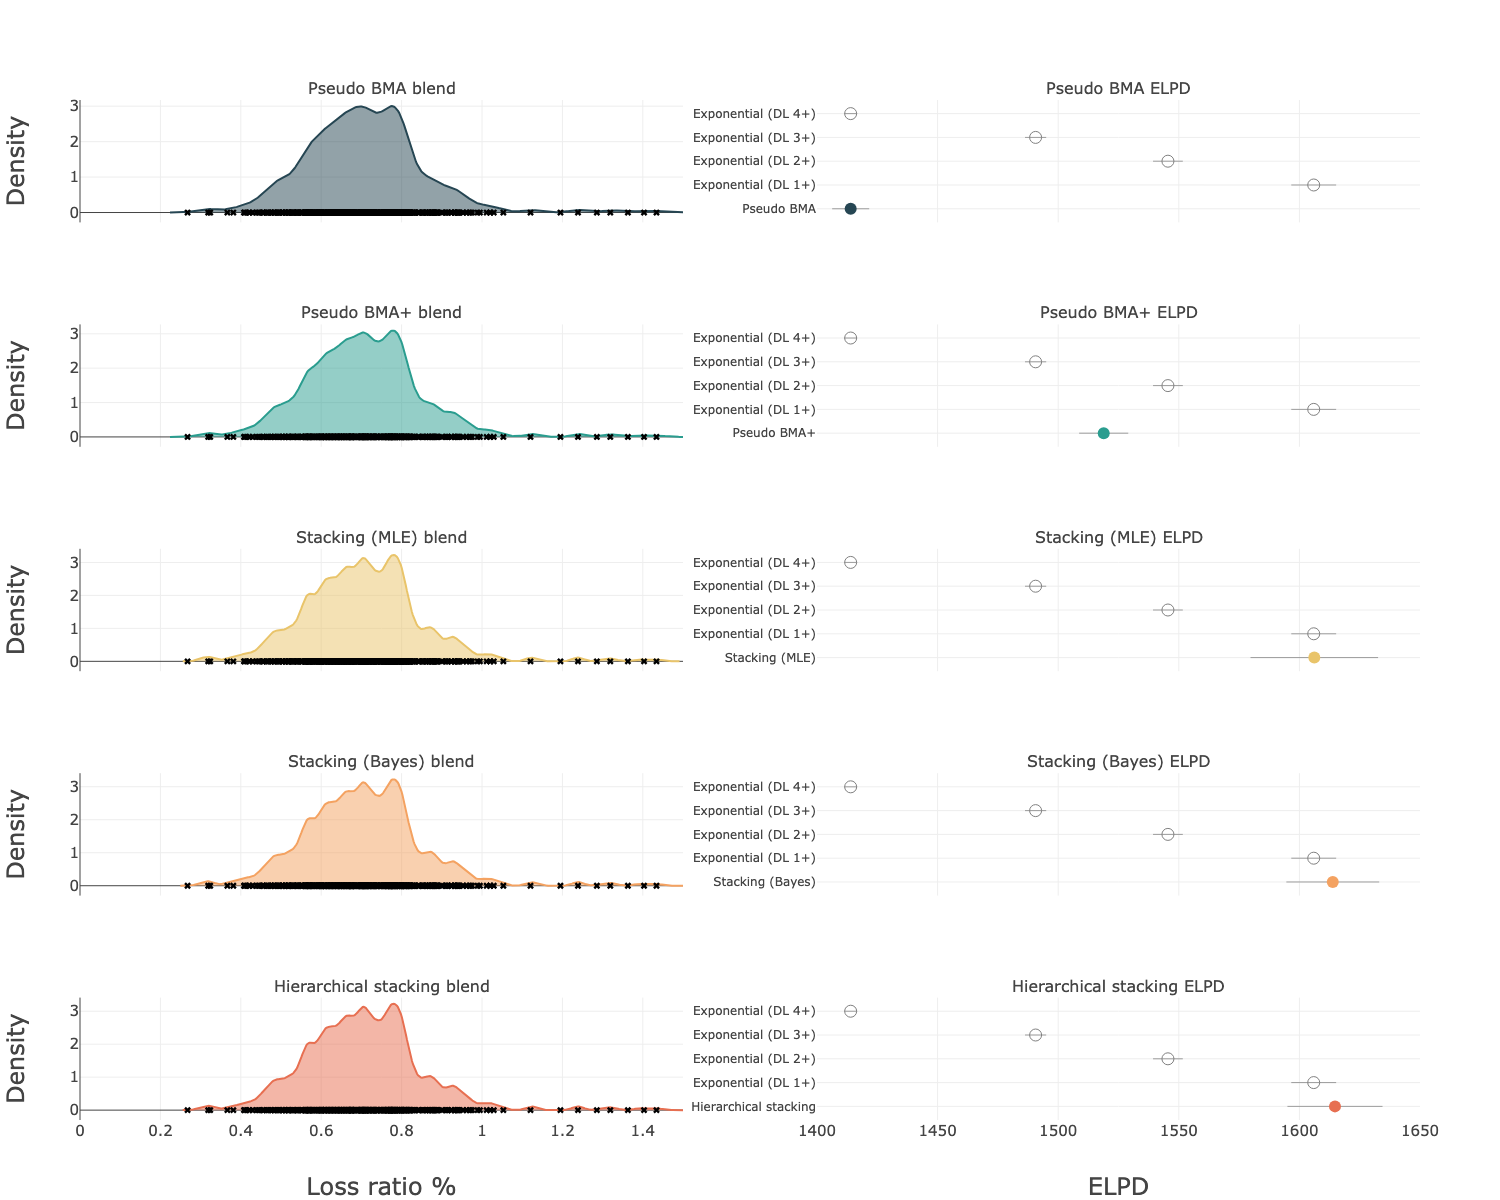 Pseudo BMA blend
Density
3
2
1
0
Pseudo BMA ELPD
Exponential (DL 4+)
Exponential (DL 3+)
Exponential (DL 2+)
Exponential (DL 1+)
Pseudo BMA
Pseudo BMA+ blend
Density
3
2
1
0
Pseudo BMA+ ELPD
Exponential (DL 4+)
Exponential (DL 3+)
Exponential (DL 2+)
Exponential (DL 1+)
Pseudo BMA+
Stacking (MLE) blend
Density
3
2
1
0
Stacking (MLE) ELPD
Exponential (DL 4+)
Exponential (DL 3+)
Exponential (DL 2+)
Exponential (DL 1+)
Stacking (MLE)
Stacking (Bayes) blend
Density
3
2
1
0
Stacking (Bayes) ELPD
Exponential (DL 4+)
Exponential (DL 3+)
Exponential (DL 2+)
Exponential (DL 1+)
Stacking (Bayes)
Hierarchical stacking blend
Density
3
2
1
0
0 0.2 0.4 0.6 0.8 1 1.2 1.4
Loss ratio %
Hierarchical stacking ELPD
Exponential (DL 4+)
Exponential (DL 3+)
Exponential (DL 2+)
Exponential (DL 1+)
Hierarchical stacking
1400 1450 1500 1550 1600 1650
ELPD